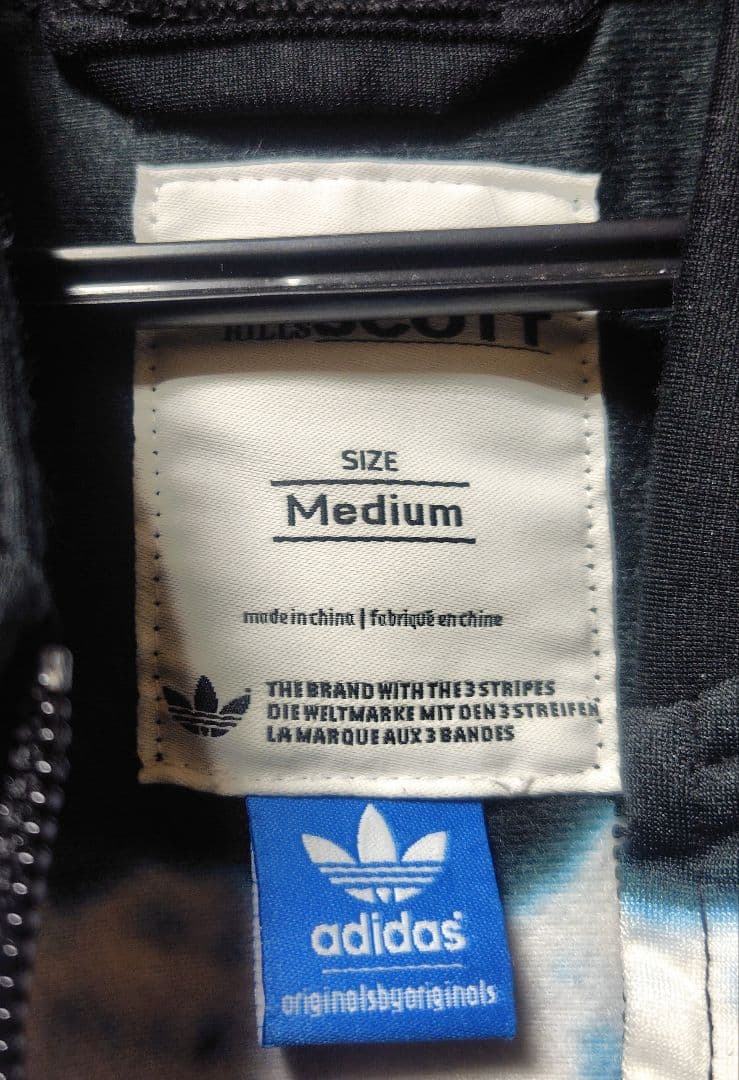 SCOTT
SIZE
Medium
made in china | fabriqué en chine
THE BRAND WITH THE 3 STRIPES
DIE WELTMARKE MIT DEN 3 STREIFEN
LA MARQUE AUX 3 BANDES
adidas
originalsbyoriginals